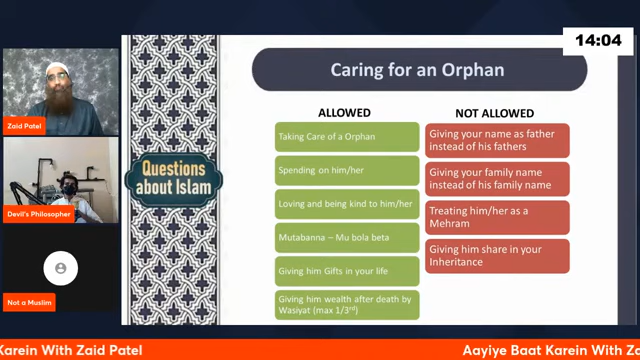 14:04
Caring for an Orphan
ALLOWED
NOT ALLOWED
Taking Care of a Orphan
Spending on him/her
Loving and being kind to him/her
Mutabanna – Mu bola beta
Giving him Gifts in your life
Giving him wealth after death by
Wasiyat (max 1/3rd)
Giving your name as father
instead of his fathers
Giving your family name
instead of his family name
Treating him/her as a
Mehram
Giving him share in your
Inheritance
Questions
about Islam
Zaid Patel
Devil's Philosopher
Not a Muslim
Karein With Zaid Patel
Aayiye Baat Karein With Za